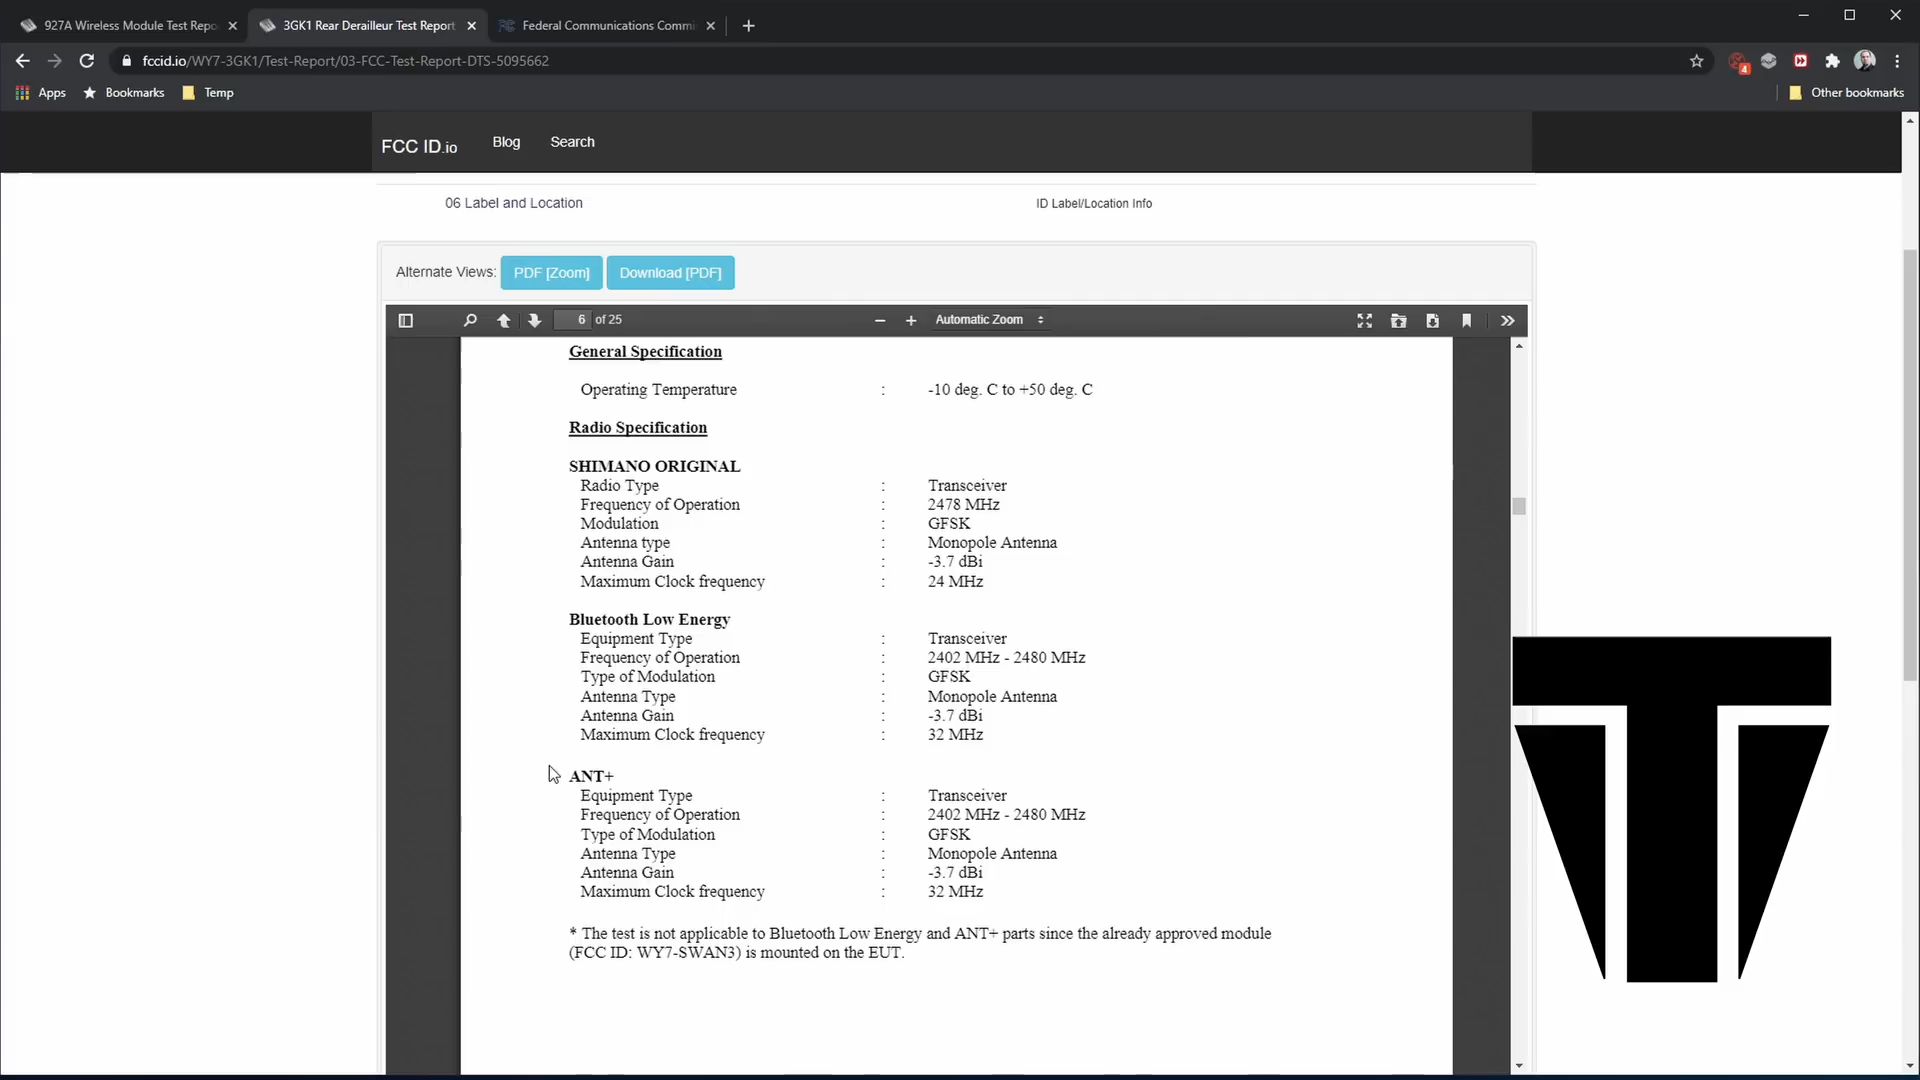 927A Wireless Module Test Repo
3GK1 Rear Derailleur Test Report
Federal Communications Commi
fccid.io/WY7-3GK1/Test-Report/03-FCC-Test-Report-DTS-5095662
4
Apps
Bookmarks
Temp
Other bookmarks
FCC ID.io
Blog
Search
06 Label and Location
ID Label/Location Info
Alternate Views:
PDF [Zoom]
Download [PDF]
6 of 25
Automatic Zoom
General Specification
Operating Temperature : -10 deg. C to +50 deg. C
Radio Specification
SHIMANO ORIGINAL
Radio Type : Transceiver
Frequency of Operation : 2478 MHz
Modulation : GFSK
Antenna type : Monopole Antenna
Antenna Gain : -3.7 dBi
Maximum Clock frequency : 24 MHz
Bluetooth Low Energy
Equipment Type : Transceiver
Frequency of Operation : 2402 MHz - 2480 MHz
Type of Modulation : GFSK
Antenna Type : Monopole Antenna
Antenna Gain : -3.7 dBi
Maximum Clock frequency : 32 MHz
ANT+
Equipment Type : Transceiver
Frequency of Operation : 2402 MHz - 2480 MHz
Type of Modulation : GFSK
Antenna Type : Monopole Antenna
Antenna Gain : -3.7 dBi
Maximum Clock frequency : 32 MHz
* The test is not applicable to Bluetooth Low Energy and ANT+ parts since the already approved module
(FCC ID: WY7-SWAN3) is mounted on the EUT.